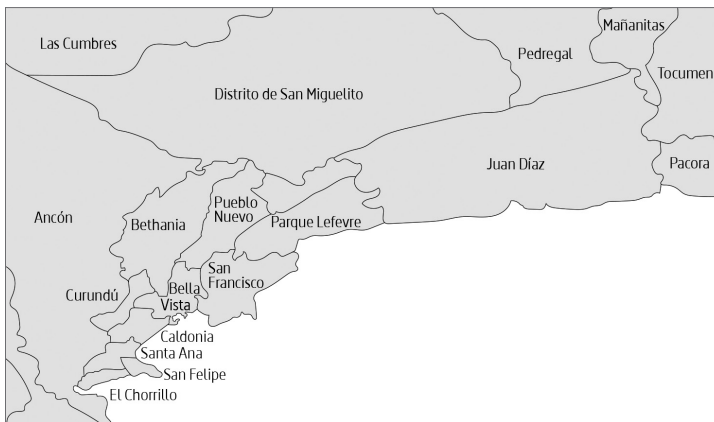 Mañanitas
Las Cumbres
Pedregal
Tocumen
Distrito de San Miguelito
Juan Díaz
Pacora
Pueblo
Nuevo
Ancón
Bethania
Parque Lefevre
San
Francisco
Bella
Vista
Curundú
Caldonia
Santa Ana
San Felipe
El Chorrillo